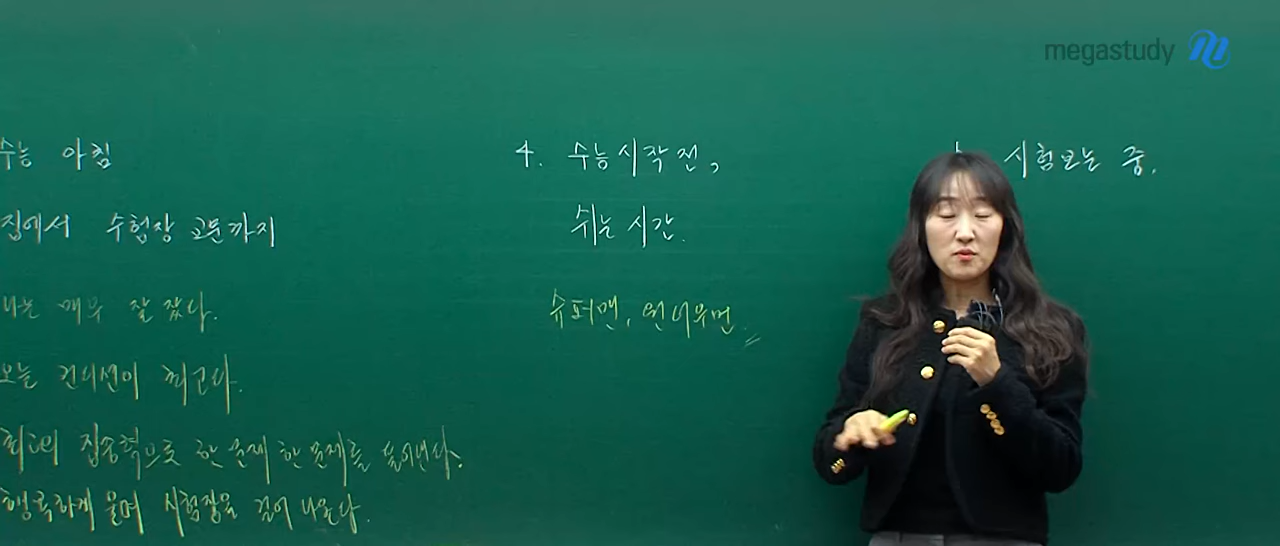 megastudy
수능 아침
집에서 수험장 교문까지
나는 매우 잘 잤다.
오늘 컨디션이 최고다.
최고의 집중력으로 한 문제 한 문제를 풀어낸다.
행복하게 울며 시험장을 걸어 나온다.
4. 수능시작 전,
쉬는 시간.
슈퍼맨, 원더우먼.
시험보는 중.